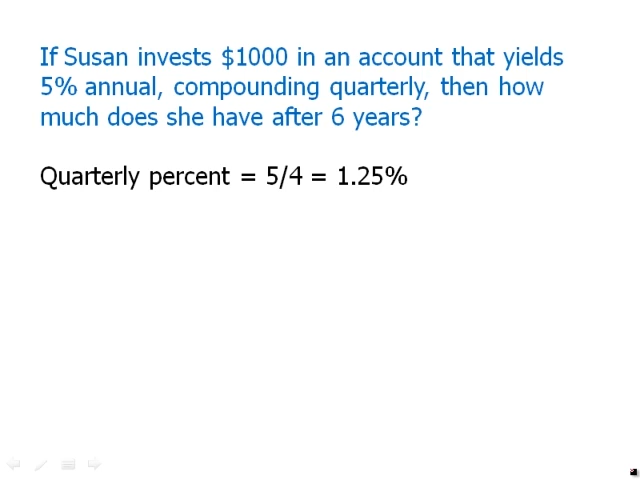 If Susan invests $1000 in an account that yields
5% annual, compounding quarterly, then how
much does she have after 6 years?
Quarterly percent = 5/4 = 1.25%